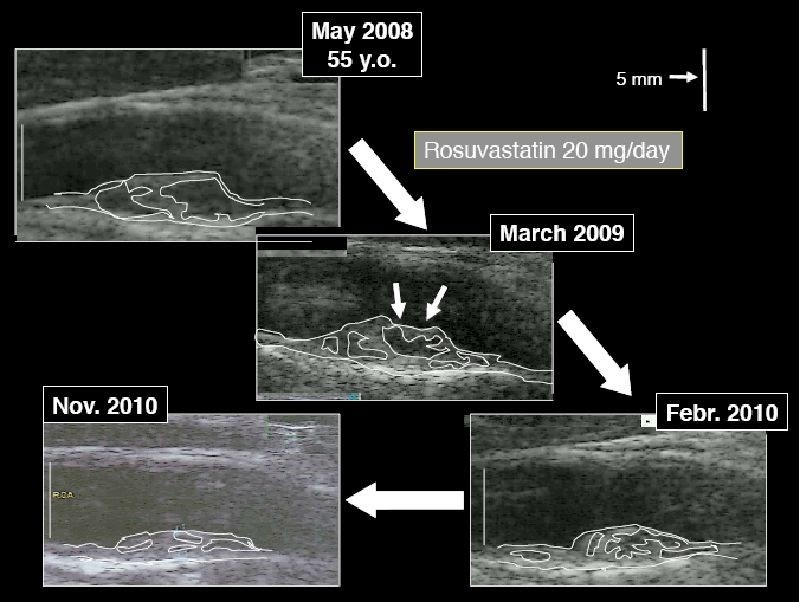 May 2008
55 y.o.
5 mm
Rosuvastatin 20 mg/day
March 2009
Nov. 2010
Febr. 2010